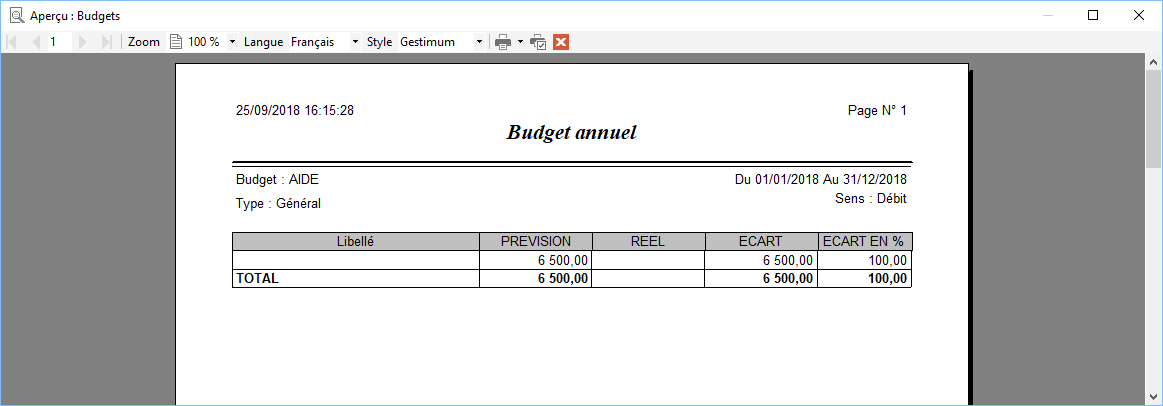 Aperçu : Budgets
1 Zoom 100 % Langue Français Style Gestimum
25/09/2018 16:15:28 Page N° 1
Budget annuel
Budget : AIDE Du 01/01/2018 Au 31/12/2018
Sens : Débit
Type : Général
Libellé PREVISION REEL ECART ECART EN %
6 500,00 6 500,00 100,00
TOTAL 6 500,00 6 500,00 100,00